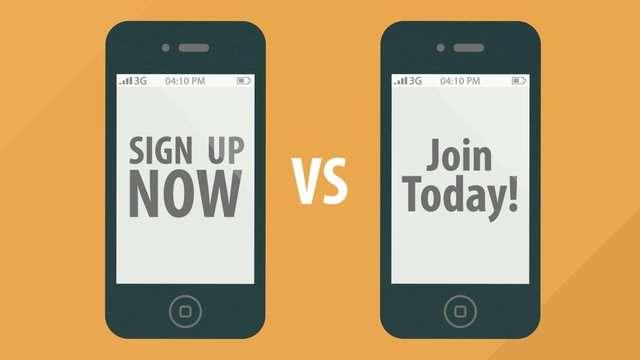 3G 04:10 PM
SIGN UP
NOW
VS
3G 04:10 PM
Join
Today!